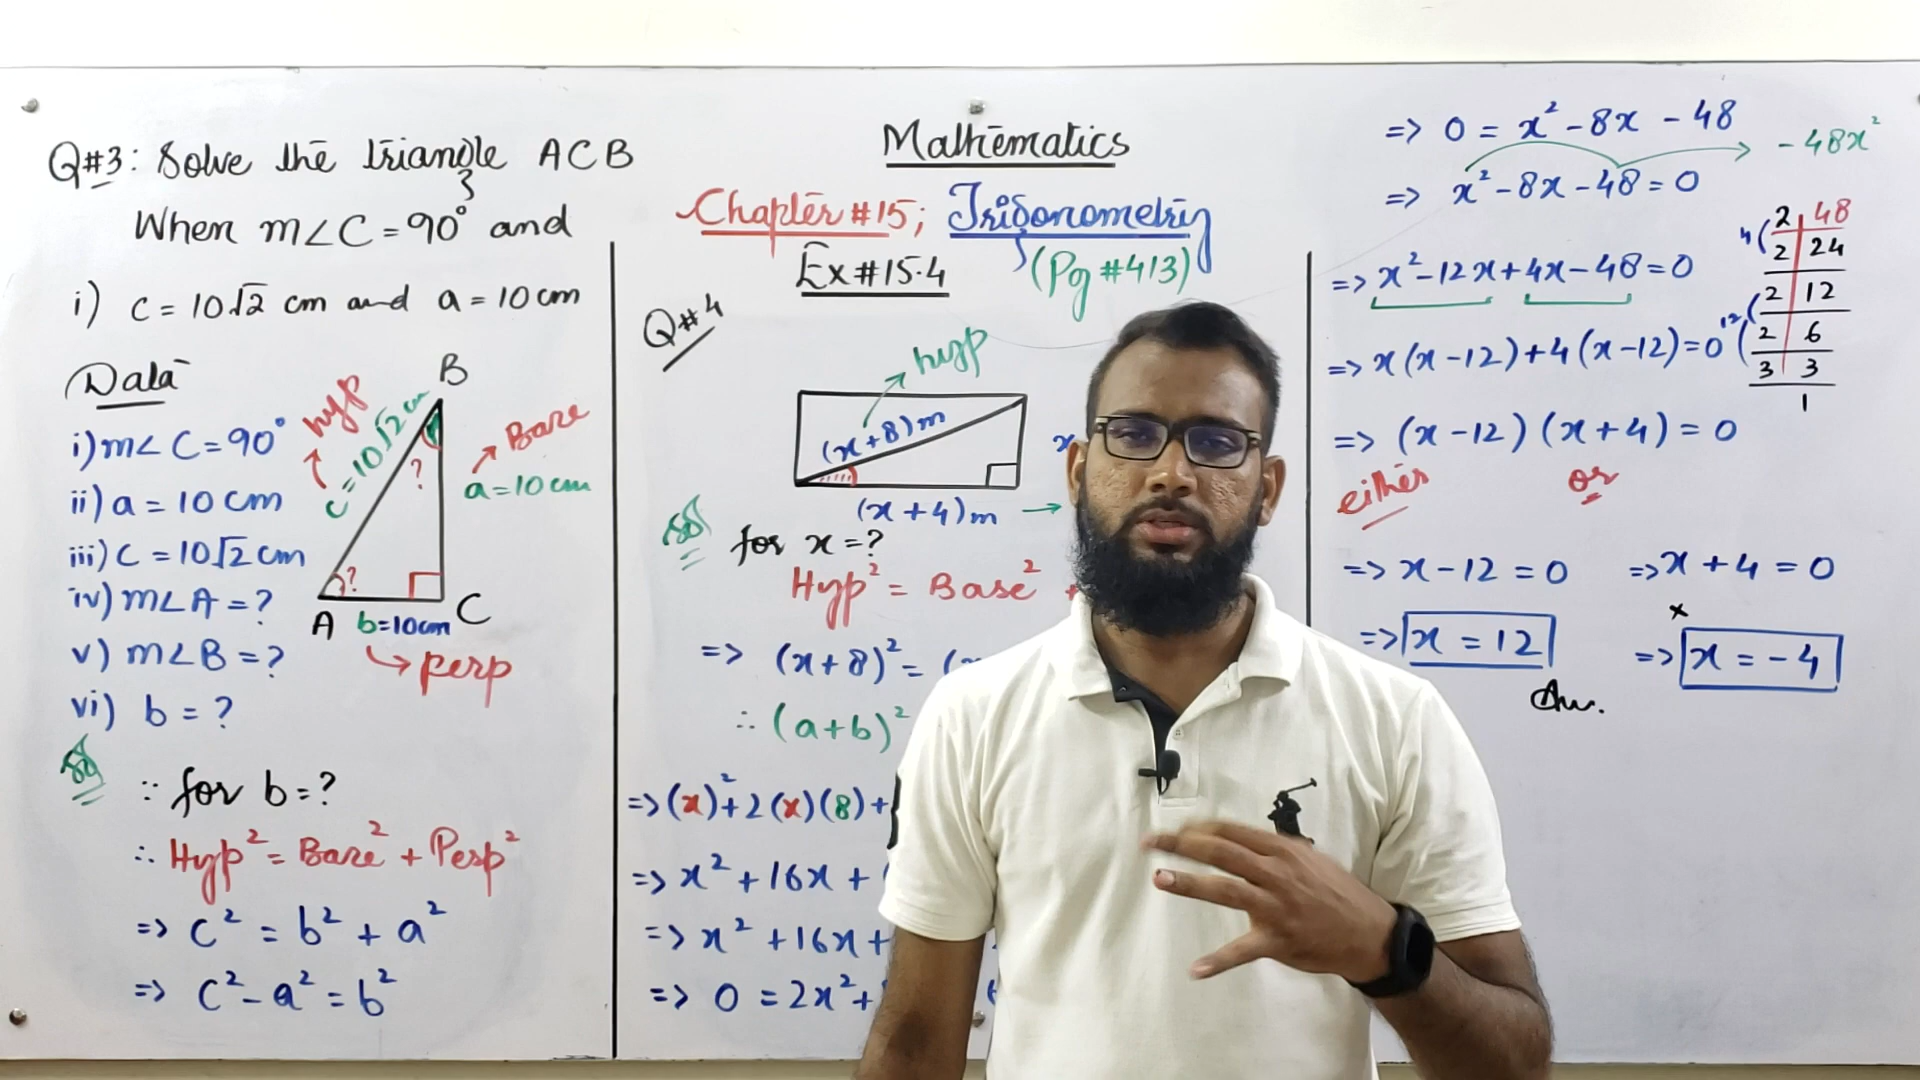 Mathematics
Chapter #15; Trigonometry
Ex #15.4
(Pg #413)
Q#3: Solve the triangle ACB
When m∠C = 90° and
i) c = 10√2 cm and a = 10 cm
Data
i) m∠C = 90°
ii) a = 10 cm
iii) c = 10√2 cm
iv) m∠A = ?
v) m∠B = ?
vi) b = ?
B
hyp
c = 10√2 cm
Base
a = 10 cm
?
?
A
b = 10cm
C
perp
Sol
∵ for b = ?
∴ Hyp² = Base² + Perp²
=> c² = b² + a²
=> c² - a² = b²
Q#4
hyp
(x+8)m
x
(x+4)m
Sol
for x = ?
Hyp² = Base² +
=> (x+8)² = (
∴ (a+b)²
=> (x)² + 2(x)(8) +
=> x² + 16x +
=> x² + 16x +
=> 0 = 2x² +
=> 0 = x² - 8x - 48
- 48x²
=> x² - 8x - 48 = 0
=> x² - 12x + 4x - 48 = 0
=> x(x-12) + 4(x-12) = 0
=> (x-12)(x+4) = 0
either or
=> x - 12 = 0 => x + 4 = 0
=> x = 12 => x = -4
Ans.
2 | 48
4 ( 2 | 24
2 | 12
12 ( 2 | 6
3 | 3
1